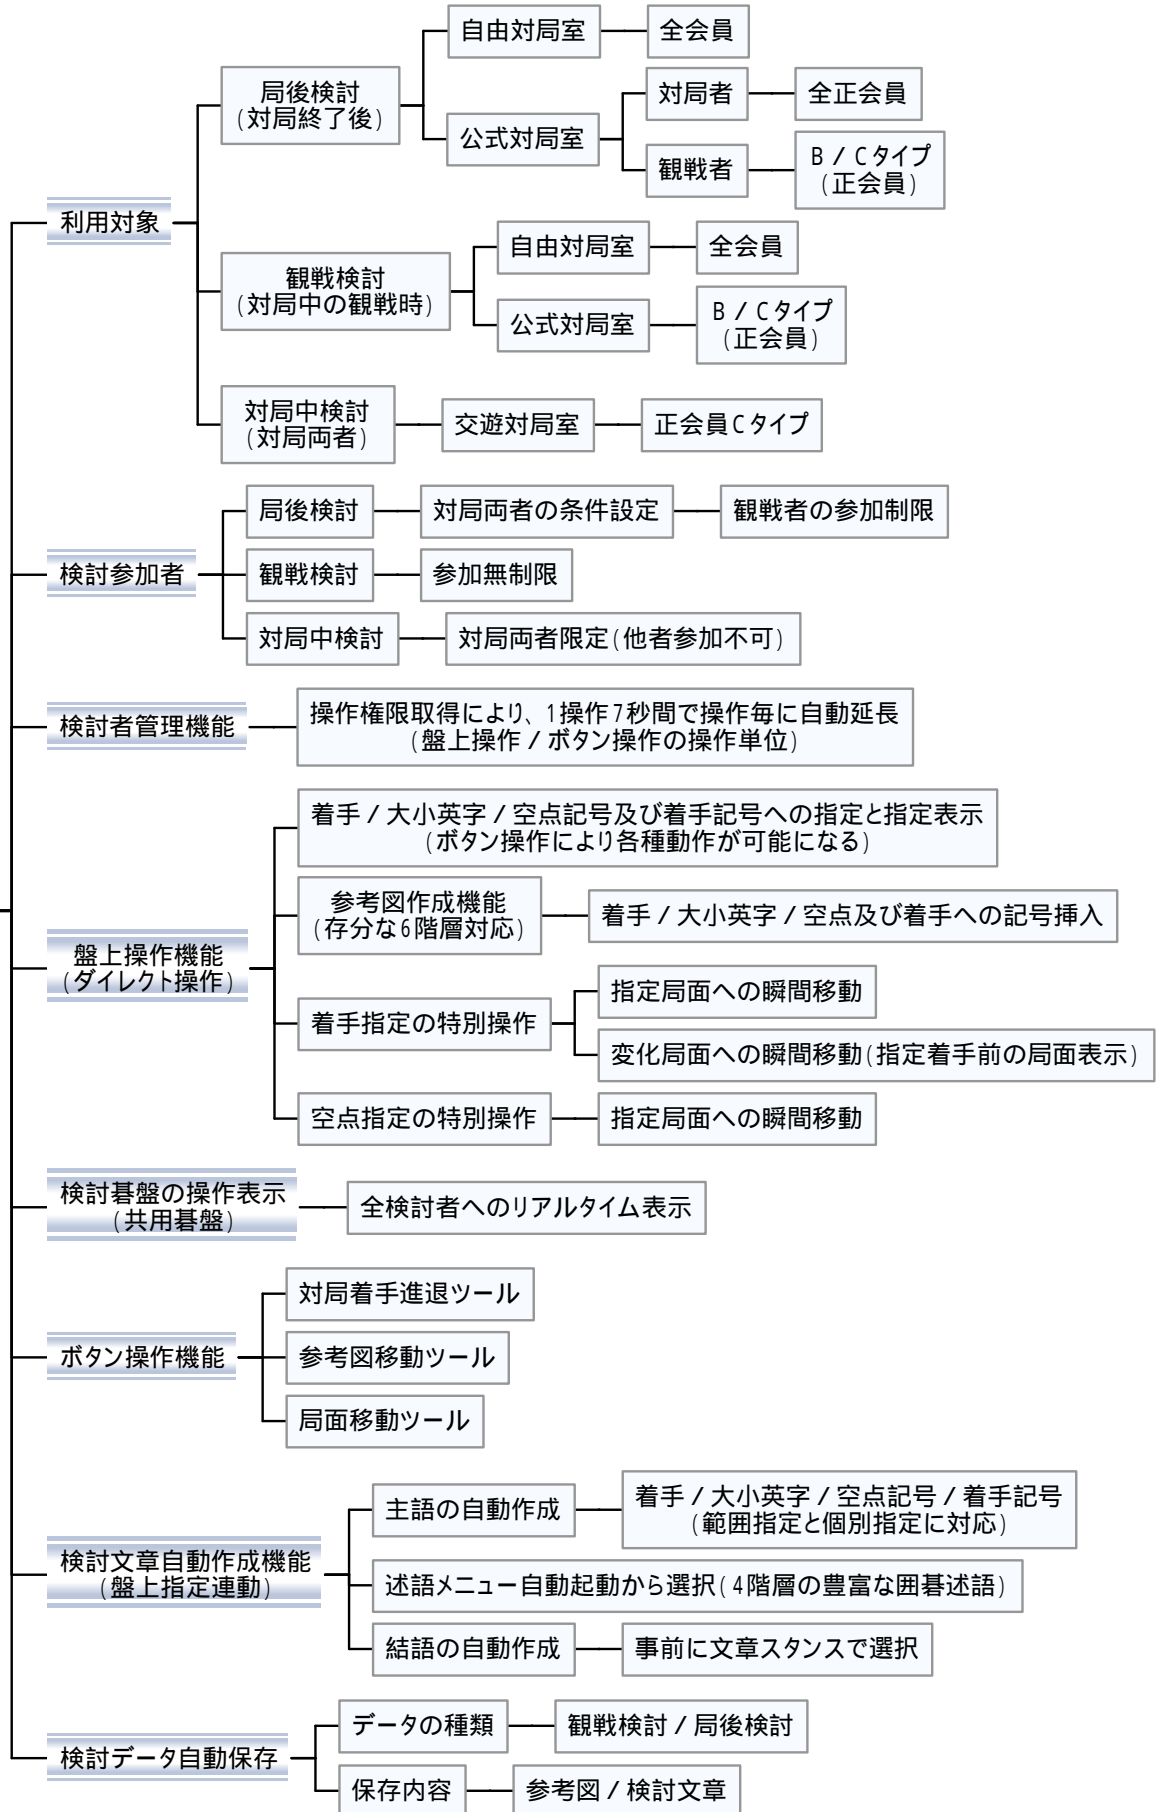 自由対局室
全会員
局後検討
(対局終了後)
対局者
全正会員
公式対局室
観戦者
B / Cタイプ
(正会員)
利用対象
自由対局室
全会員
観戦検討
(対局中の観戦時)
公式対局室
B / Cタイプ
(正会員)
対局中検討
(対局両者)
交遊対局室
正会員Cタイプ
局後検討
対局両者の条件設定
観戦者の参加制限
検討参加者
観戦検討
参加無制限
対局中検討
対局両者限定(他者参加不可)
検討者管理機能
操作権限取得により、1操作7秒間で操作毎に自動延長
(盤上操作 / ボタン操作の操作単位)
着手 / 大小英字 / 空点記号及び着手記号への指定と指定表示
(ボタン操作により各種動作が可能になる)
参考図作成機能
(存分な6階層対応)
着手 / 大小英字 / 空点及び着手への記号挿入
盤上操作機能
(ダイレクト操作)
着手指定の特別操作
指定局面への瞬間移動
変化局面への瞬間移動(指定着手前の局面表示)
空点指定の特別操作
指定局面への瞬間移動
検討碁盤の操作表示
(共用碁盤)
全検討者へのリアルタイム表示
対局着手進退ツール
ボタン操作機能
参考図移動ツール
局面移動ツール
主語の自動作成
着手 / 大小英字 / 空点記号 / 着手記号
(範囲指定と個別指定に対応)
検討文章自動作成機能
(盤上指定連動)
述語メニュー自動起動から選択(4階層の豊富な囲碁述語)
結語の自動作成
事前に文章スタンスで選択
データの種類
観戦検討 / 局後検討
検討データ自動保存
保存内容
参考図 / 検討文章